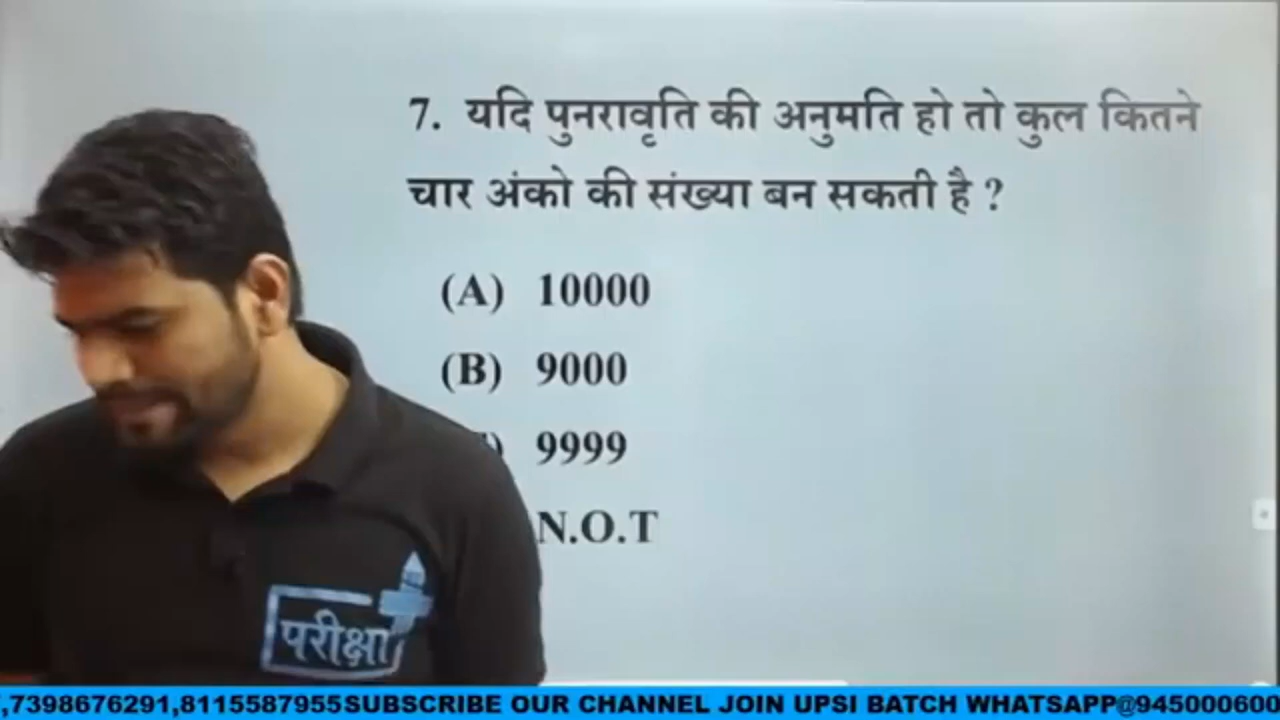 7. यदि पुनरावृति की अनुमति हो तो कुल कितने
चार अंको की संख्या बन सकती है ?
(A) 10000
(B) 9000
) 9999
N.O.T
परीक्षा
,7398676291,8115587955SUBSCRIBE OUR CHANNEL JOIN UPSI BATCH WHATSAPP@945000600